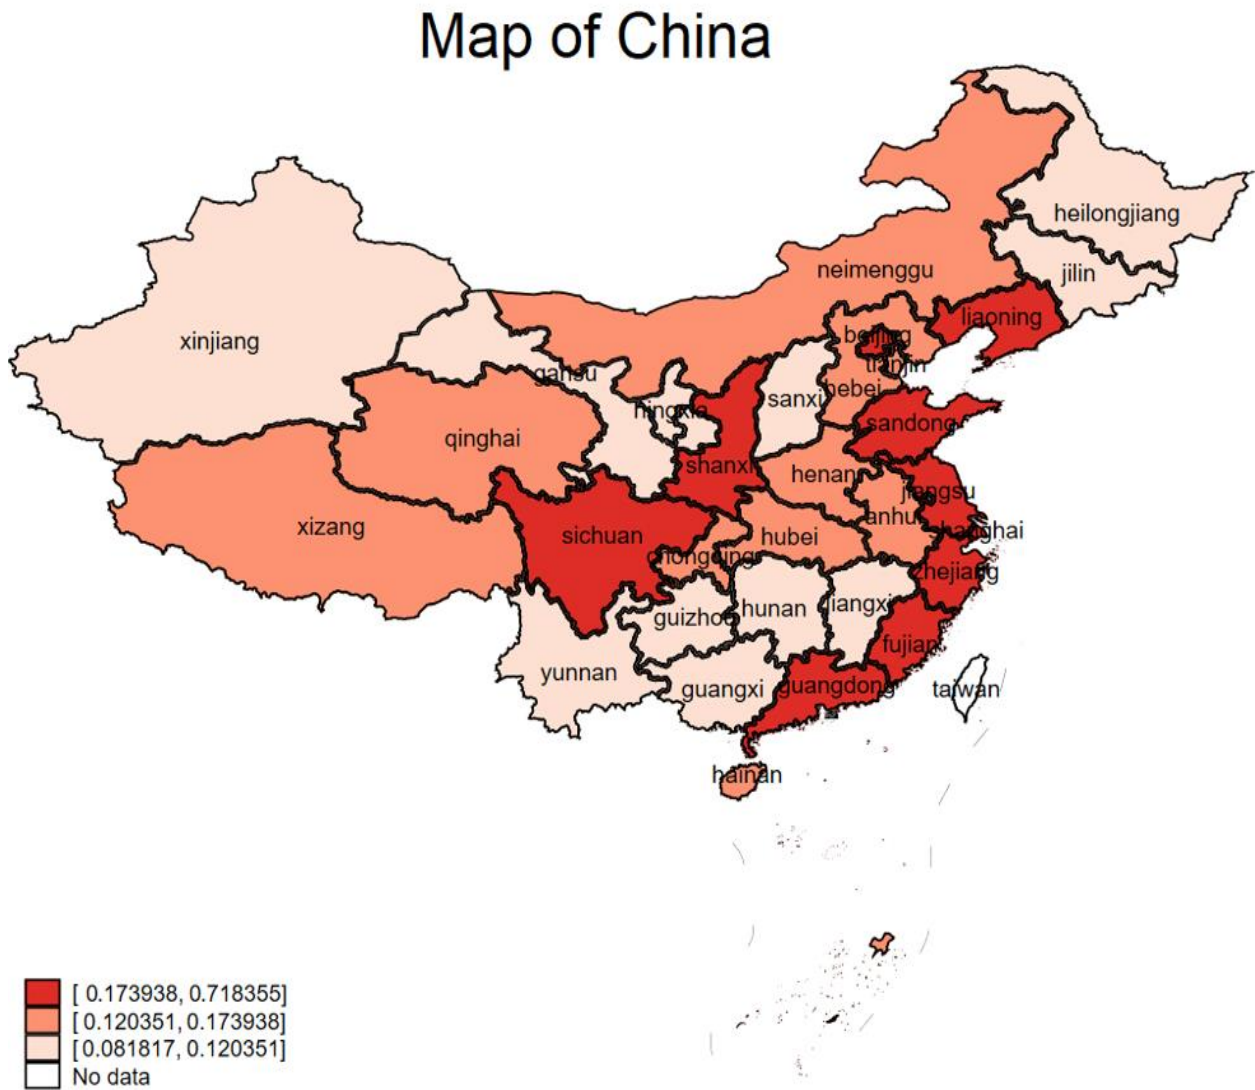 Map of China
heilongjiang
neimenggu
jilin
liaoning
beijing
xinjiang
tianjin
gansu
hebei
sanxi
ningxia
sandong
qinghai
shanxi
henan
jiangsu
anhui
xizang
shanghai
sichuan
hubei
chongqing
zhejiang
hunan
jiangxi
guizhou
fujian
yunnan
guangxi
guangdong
taiwan
hainan
[ 0.173938, 0.718355]
[ 0.120351, 0.173938]
[ 0.081817, 0.120351]
No data